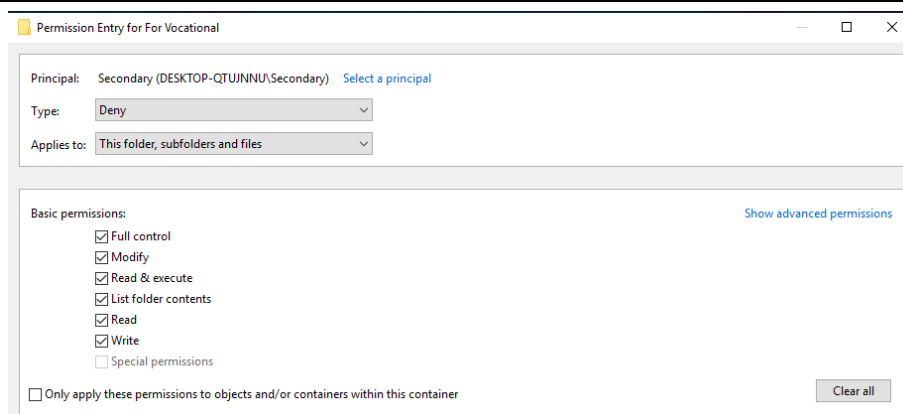 Permission Entry for For Vocational
Principal: Secondary (DESKTOP-QTUJNNU\Secondary) Select a principal
Type: Deny
Applies to: This folder, subfolders and files
Basic permissions: Show advanced permissions
Full control
Modify
Read & execute
List folder contents
Read
Write
Special permissions
Only apply these permissions to objects and/or containers within this container Clear all